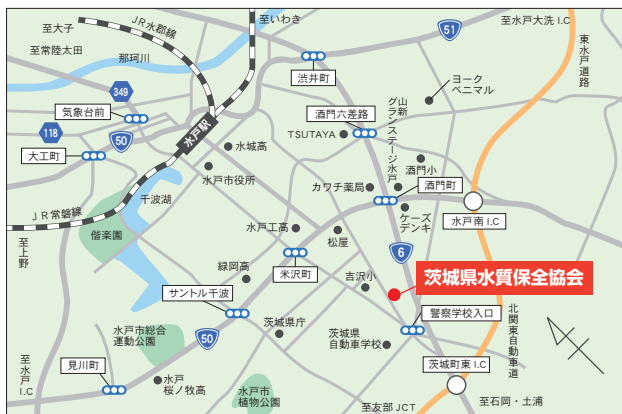 至大子
JR水郡線
至いわき
至水戸大洗I.C
至常陸太田
那珂川
51
東水戸道路
渋井町
ヨーク
ベニマル
349
気象台前
酒門六差路
山新
グランステージ水戸
118
50
水戸駅
水城高
TSUTAYA
大工町
酒門小
水戸市役所
カワチ薬局
酒門町
千波湖
JR常磐線
ケーズ
デンキ
水戸南I.C
偕楽園
水戸工高
松屋
至上野
6
緑岡高
米沢町
吉沢小
茨城県水質保全協会
サントル千波
警察学校入口
北関東自動車道
水戸市総合
運動公園
50
茨城県庁
茨城県
自動車学校
見川町
茨城町東I.C
至水戸I.C
水戸
桜ノ牧高
水戸市
植物公園
至友部JCT
至石岡・土浦